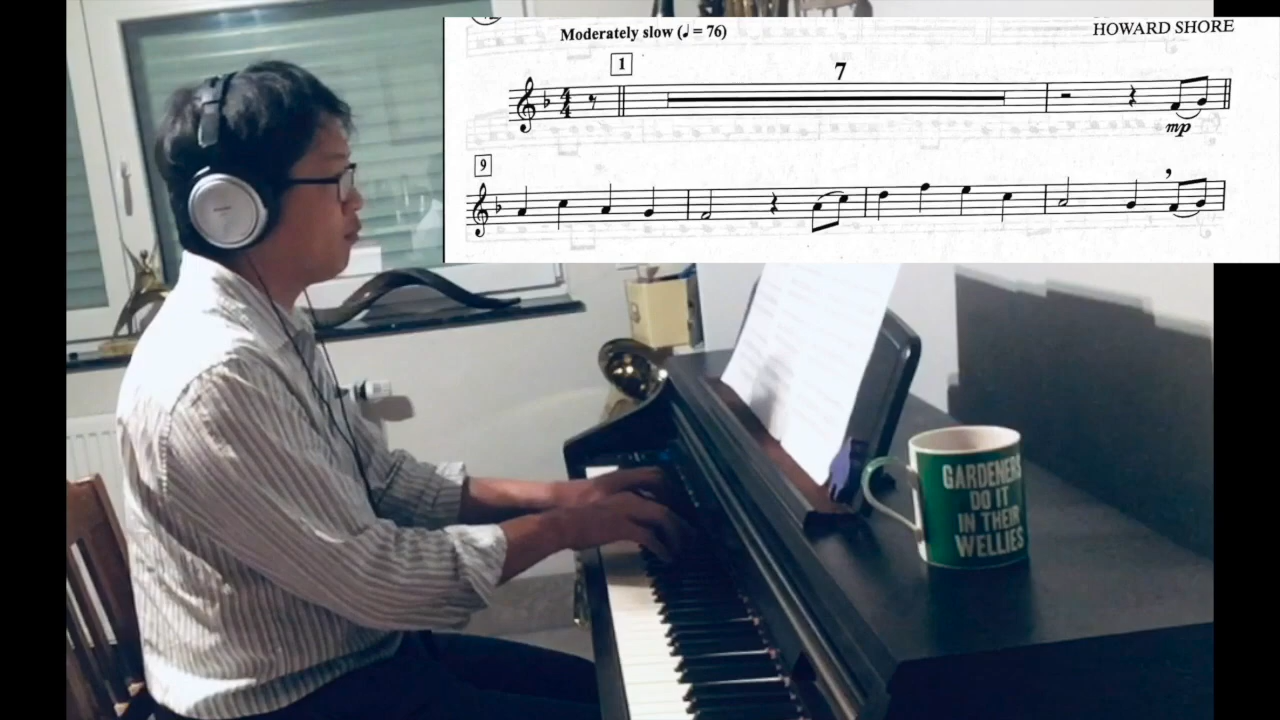 Moderately slow (♩ = 76)
HOWARD SHORE
1
7
mp
9
GARDENERS
DO IT
IN THEIR
WELLIES